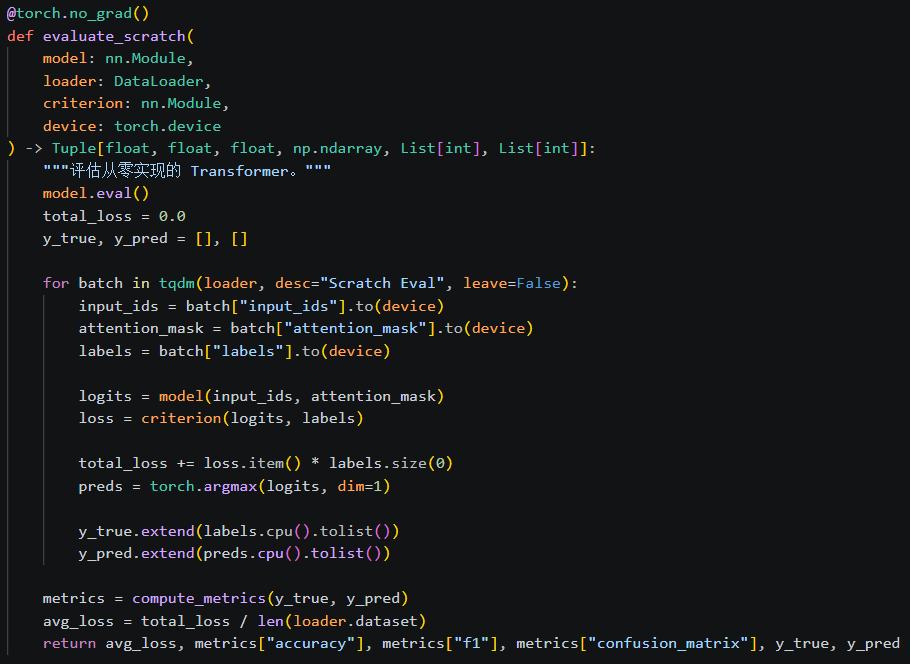 @torch.no_grad()
def evaluate_scratch(
    model: nn.Module,
    loader: DataLoader,
    criterion: nn.Module,
    device: torch.device
) -> Tuple[float, float, float, np.ndarray, List[int], List[int]]:
    """评估从零实现的 Transformer。"""
    model.eval()
    total_loss = 0.0
    y_true, y_pred = [], []

    for batch in tqdm(loader, desc="Scratch Eval", leave=False):
        input_ids = batch["input_ids"].to(device)
        attention_mask = batch["attention_mask"].to(device)
        labels = batch["labels"].to(device)

        logits = model(input_ids, attention_mask)
        loss = criterion(logits, labels)

        total_loss += loss.item() * labels.size(0)
        preds = torch.argmax(logits, dim=1)

        y_true.extend(labels.cpu().tolist())
        y_pred.extend(preds.cpu().tolist())

    metrics = compute_metrics(y_true, y_pred)
    avg_loss = total_loss / len(loader.dataset)
    return avg_loss, metrics["accuracy"], metrics["f1"], metrics["confusion_matrix"], y_true, y_pred